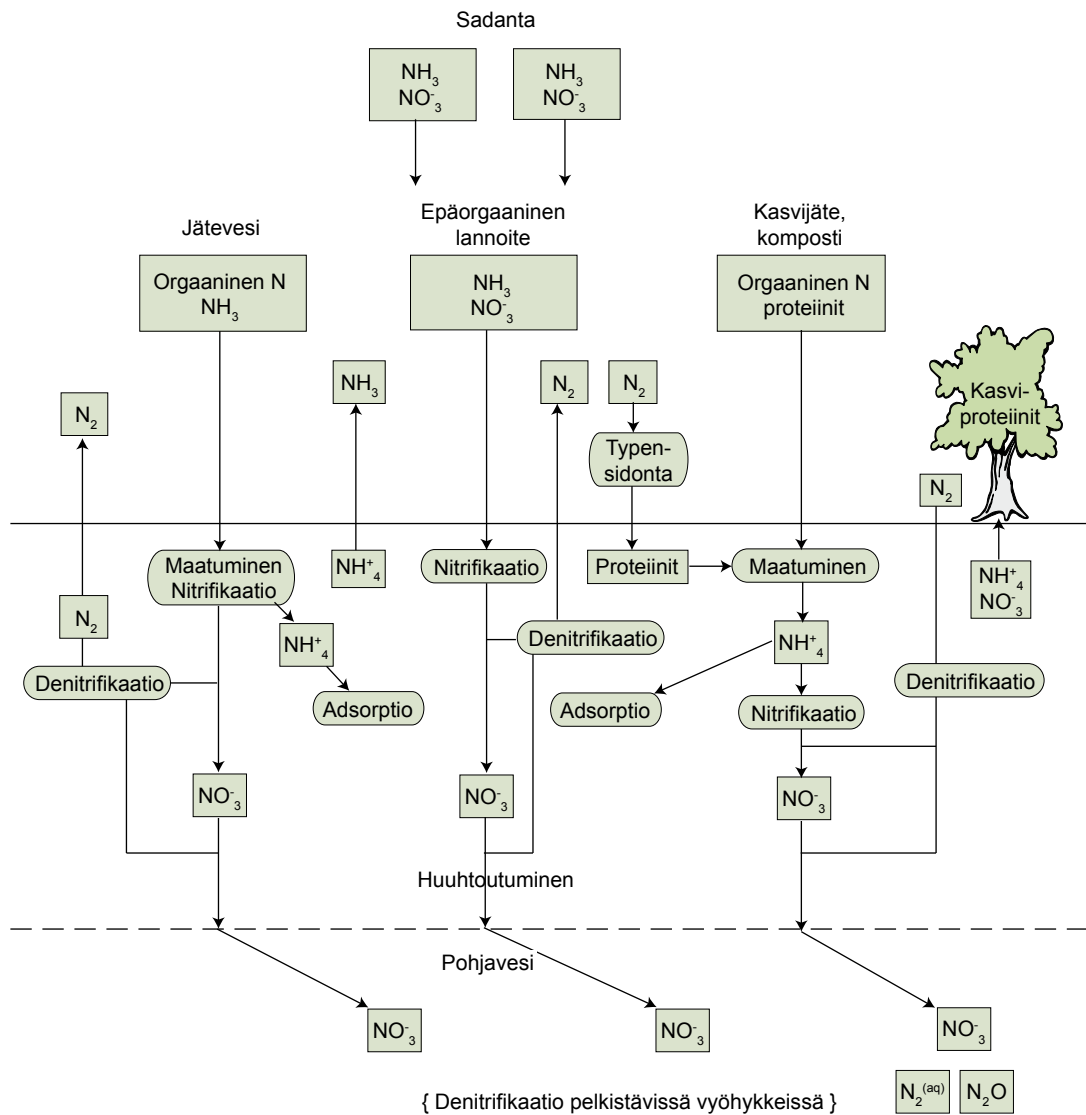 Sadanta
NH₃
NO⁻₃
NH₃
NO⁻₃
Jätevesi
Epäorgaaninen
lannoite
Kasvijäte,
komposti
Orgaaninen N
NH₃
NH₃
NO⁻₃
Orgaaninen N
proteiinit
N₂
NH₃
N₂
N₂
Typen-
sidonta
Kasvi-
proteiinit
N₂
Maatuminen
Nitrifikaatio
NH⁺₄
Nitrifikaatio
Proteiinit
Maatuminen
NH⁺₄
NO⁻₃
N₂
NH⁺₄
Denitrifikaatio
NH⁺₄
Denitrifikaatio
Adsorptio
Denitrifikaatio
Adsorptio
Nitrifikaatio
NO⁻₃
NO⁻₃
NO⁻₃
Huuhtoutuminen
Pohjavesi
NO⁻₃
NO⁻₃
NO⁻₃
{ Denitrifikaatio pelkistävissä vyöhykkeissä }
N₂⁽ᵃq⁾
N₂O